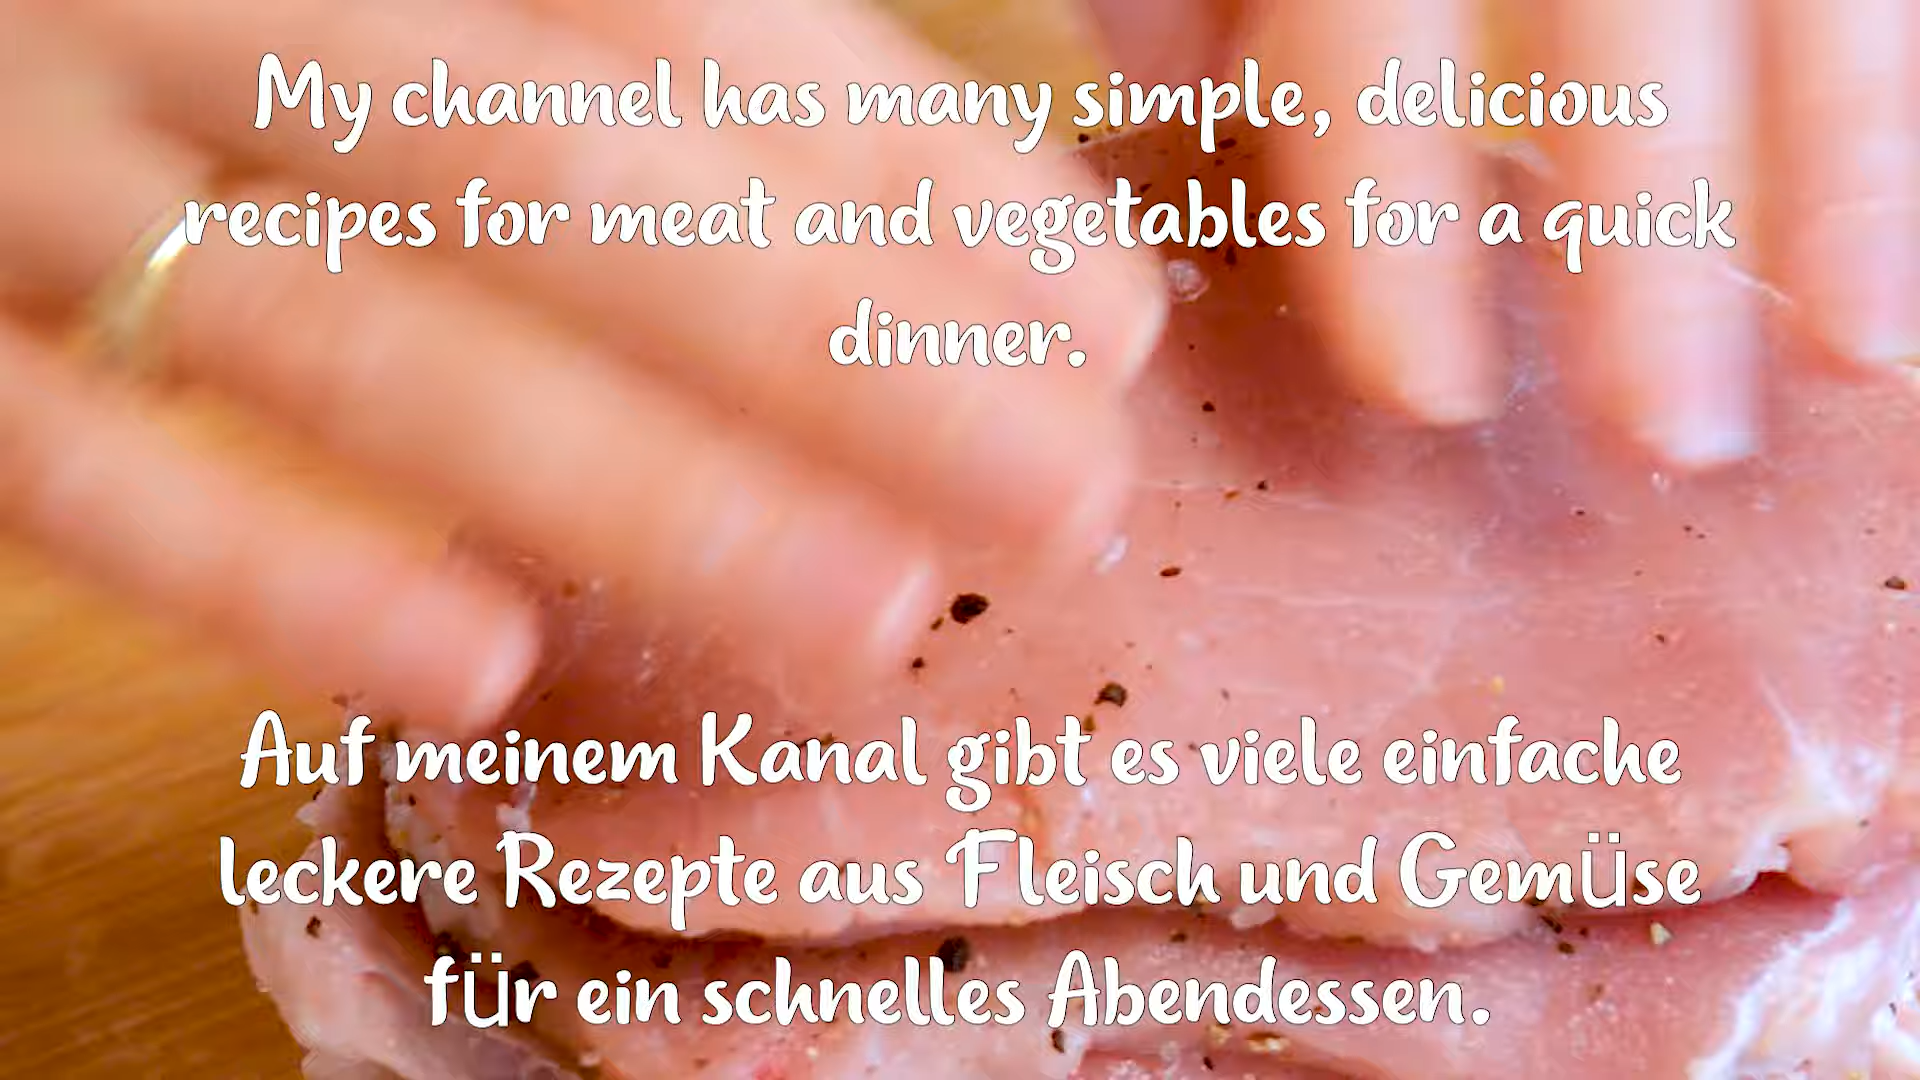 My channel has many simple, delicious
recipes for meat and vegetables for a quick
dinner.
Auf meinem Kanal gibt es viele einfache
leckere Rezepte aus Fleisch und Gemüse
für ein schnelles Abendessen.